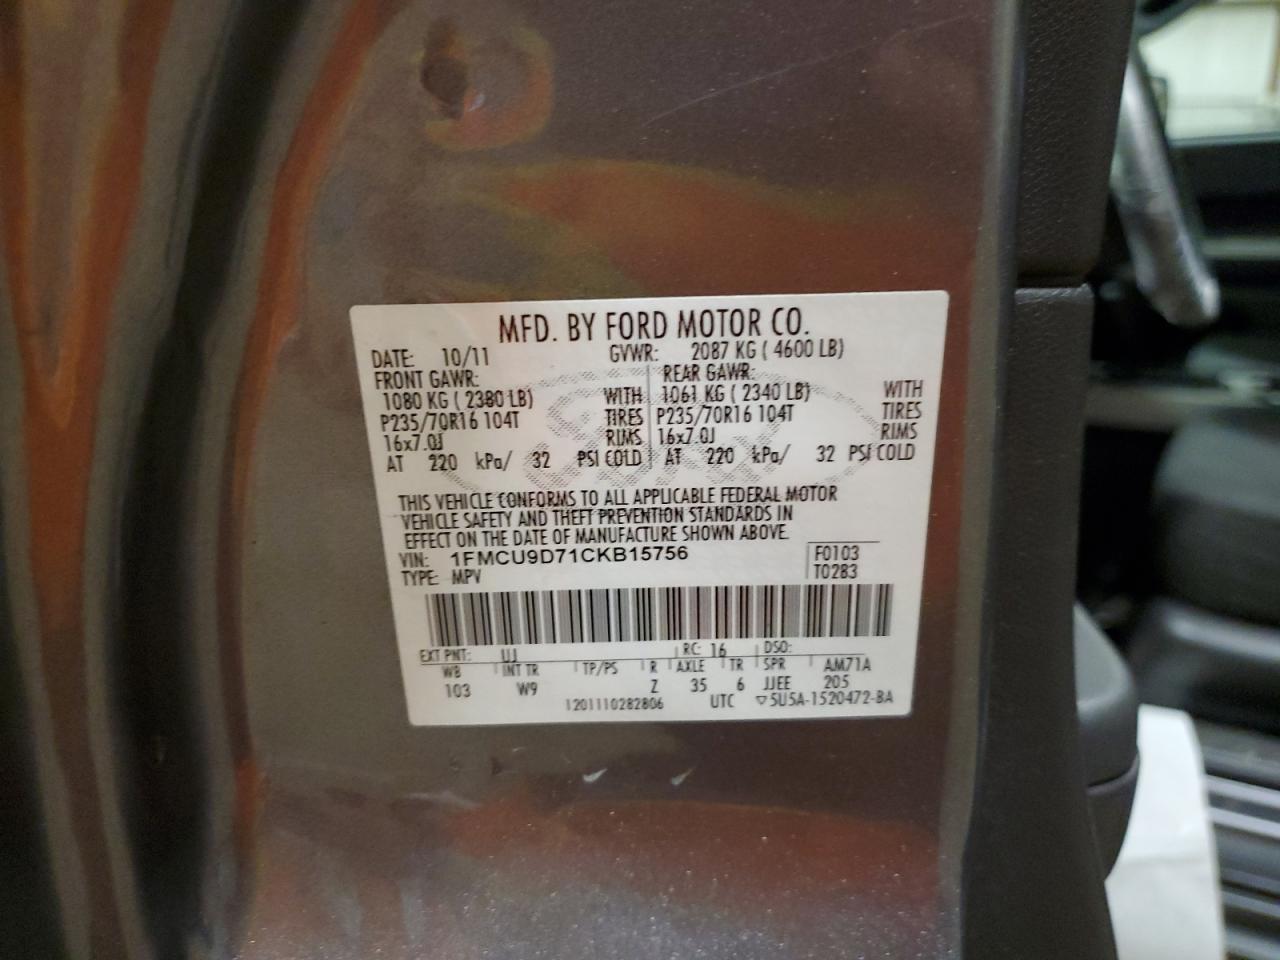 MFD. BY FORD MOTOR CO.
DATE: 10/11 GVWR: 2087 KG ( 4600 LB)
FRONT GAWR: REAR GAWR:
1080 KG ( 2380 LB) WITH 1061 KG ( 2340 LB) WITH
P235/70R16 104T TIRES P235/70R16 104T TIRES
16x7.0J RIMS 16x7.0J RIMS
AT 220 kPa/ 32 PSI COLD AT 220 kPa/ 32 PSI COLD
THIS VEHICLE CONFORMS TO ALL APPLICABLE FEDERAL MOTOR
VEHICLE SAFETY AND THEFT PREVENTION STANDARDS IN
EFFECT ON THE DATE OF MANUFACTURE SHOWN ABOVE.
VIN: 1FMCU9D71CKB15756 F0103
TYPE: MPV T0283
EXT PNT: UJ RC: 16 DSO:
WB INT TR TP/PS R AXLE TR SPR AM71A
103 W9 Z 35 6 JJEE 205
1201110282806 UTC ▽5U5A-1520472-BA